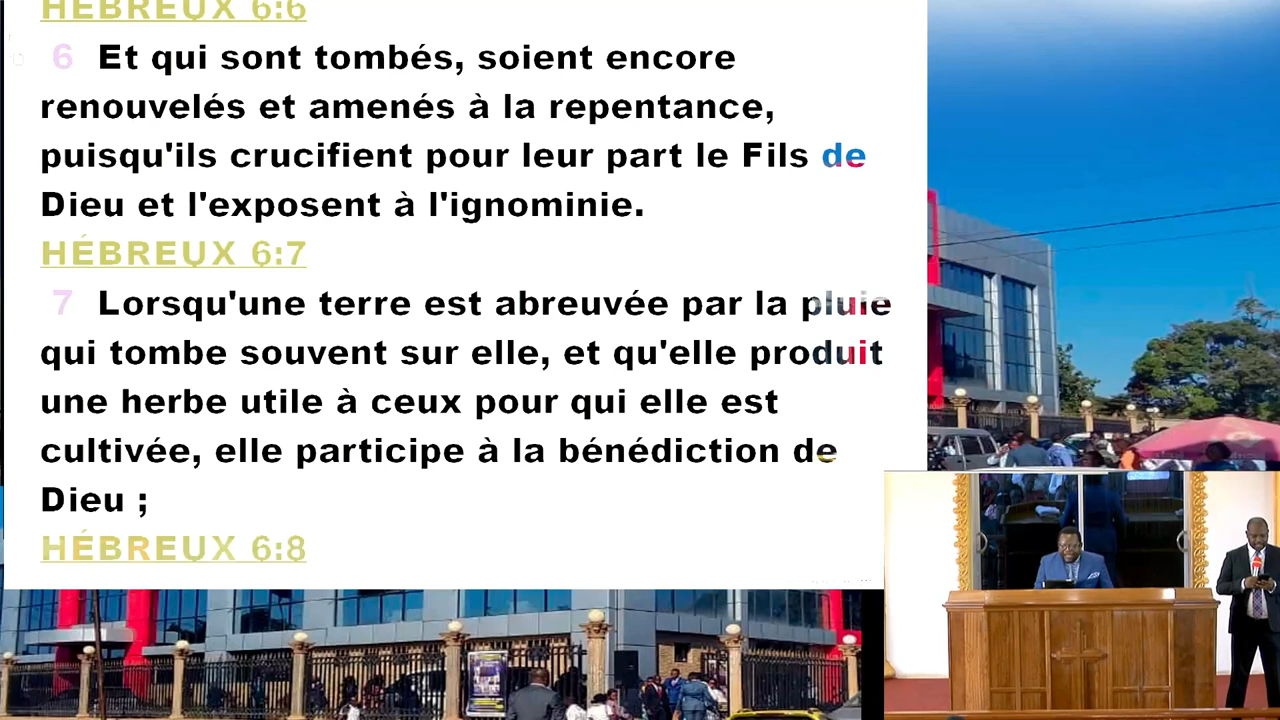 HÉBREUX 6:6
6 Et qui sont tombés, soient encore
renouvelés et amenés à la repentance,
puisqu'ils crucifient pour leur part le Fils de
Dieu et l'exposent à l'ignominie.
HÉBREUX 6:7
7 Lorsqu'une terre est abreuvée par la pluie
qui tombe souvent sur elle, et qu'elle produit
une herbe utile à ceux pour qui elle est
cultivée, elle participe à la bénédiction de
Dieu ;
HÉBREUX 6:8